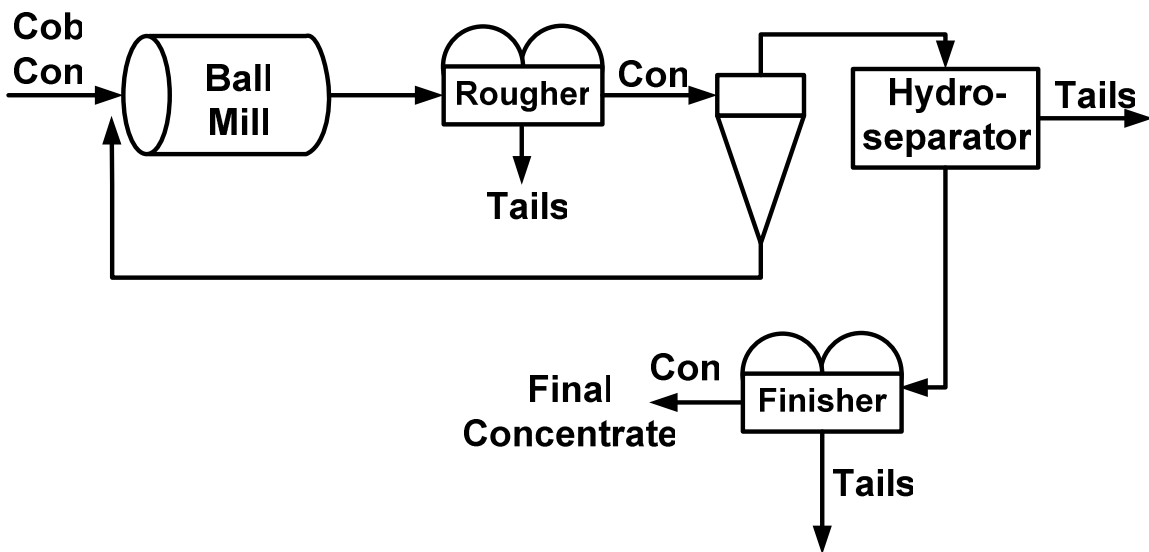 Cob
Con
Ball
Mill
Rougher
Tails
Con
Hydro-
separator
Tails
Con
Final
Concentrate
Finisher
Tails